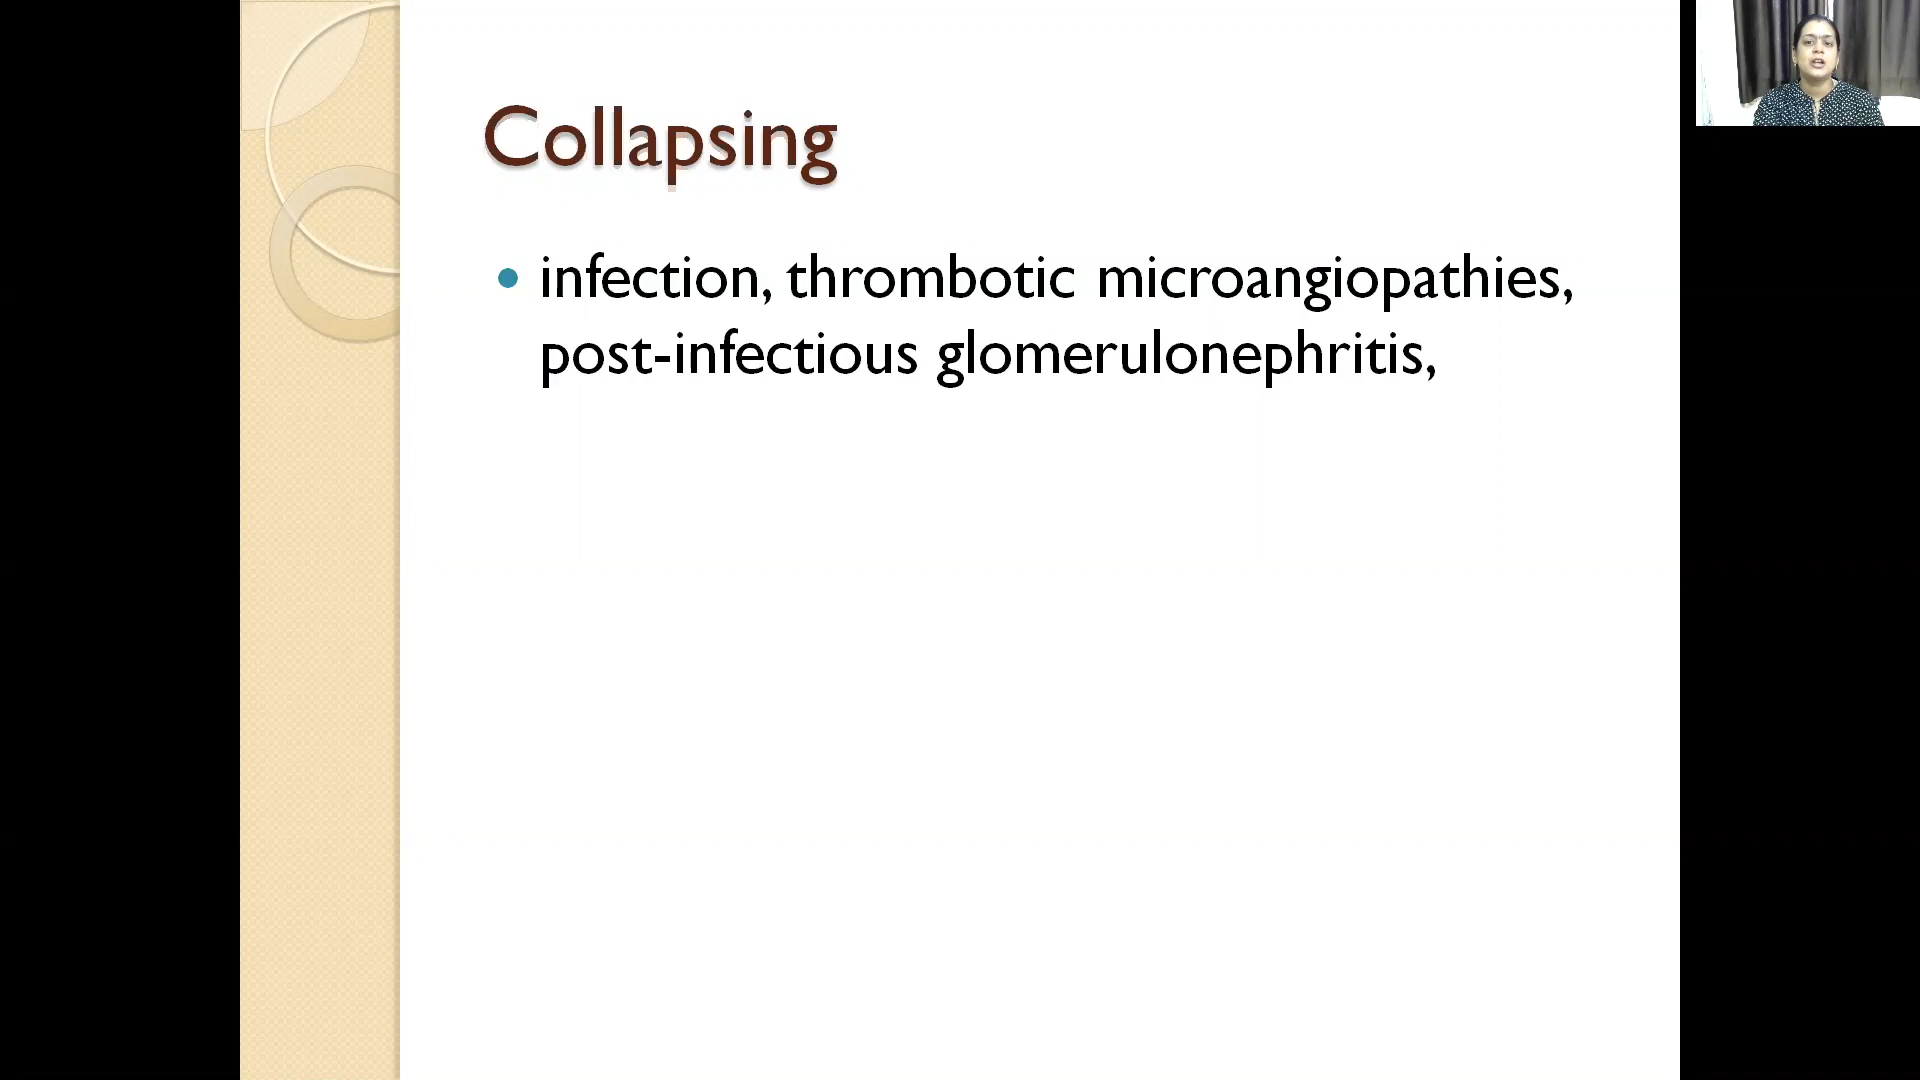 Collapsing
infection, thrombotic microangiopathies,
post-infectious glomerulonephritis,